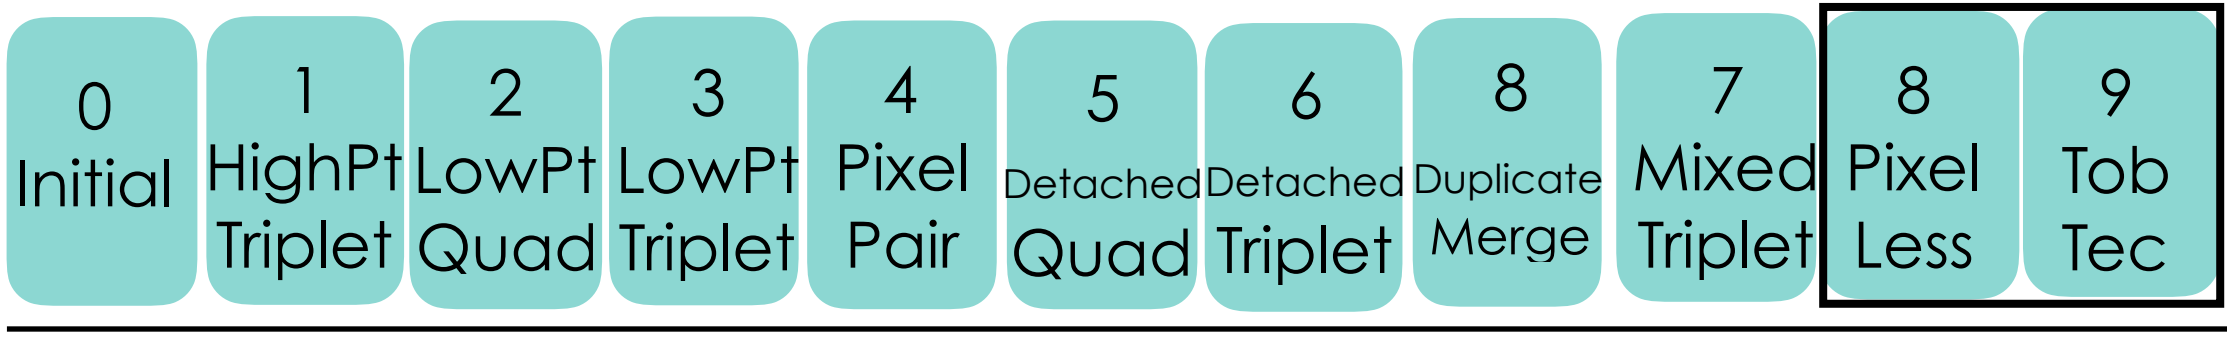 0
Initial
1
HighPt
Triplet
2
LowPt
Quad
3
LowPt
Triplet
4
Pixel
Pair
5
Detached
Quad
6
Detached
Triplet
8
Duplicate
Merge
7
Mixed
Triplet
8
Pixel
Less
9
Tob
Tec